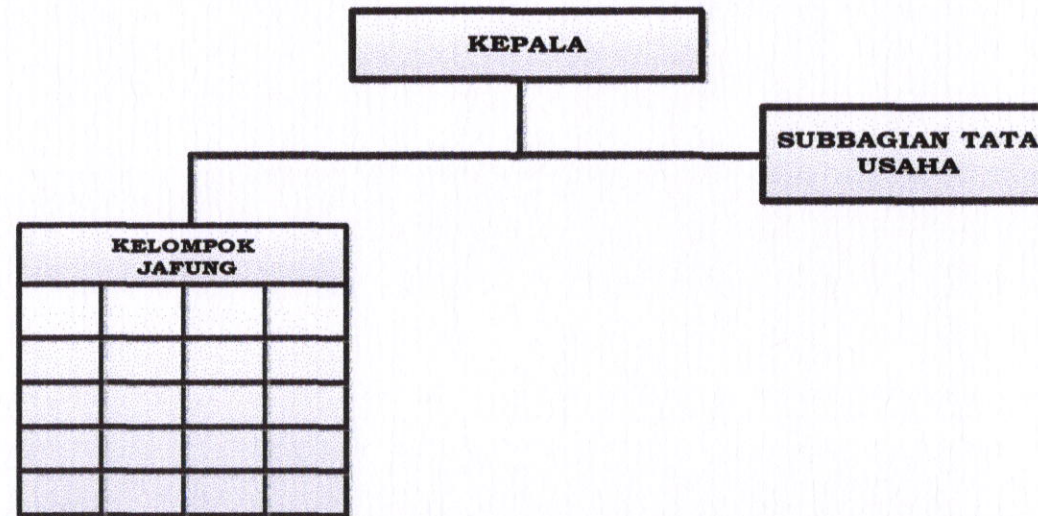 KEPALA
SUBBAGIAN TATA
USAHA
KELOMPOK
JAFUNG